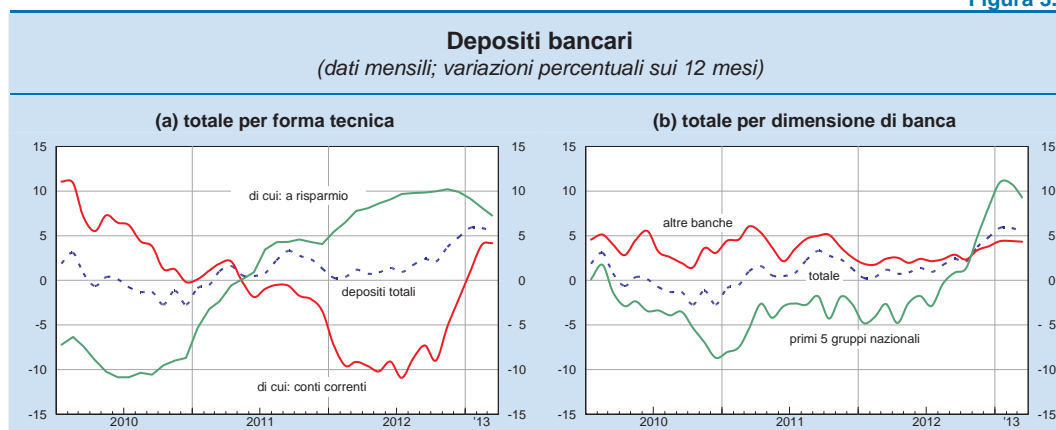 Figura 3.
Depositi bancari
(dati mensili; variazioni percentuali sui 12 mesi)
(a) totale per forma tecnica
(b) totale per dimensione di banca
15 15
10 10
5 5
0 0
-5 -5
-10 -10
-15 -15
di cui: a risparmio
depositi totali
di cui: conti correnti
2010 2011 2012 '13
15 15
10 10
5 5
0 0
-5 -5
-10 -10
-15 -15
altre banche
totale
primi 5 gruppi nazionali
2010 2011 2012 '13